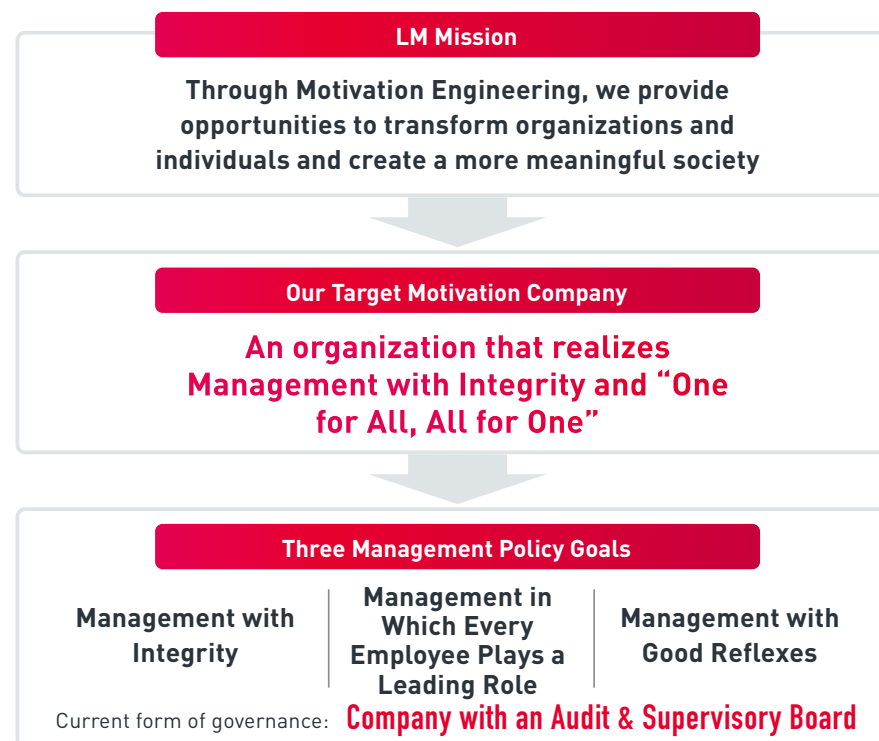 LM Mission
Through Motivation Engineering, we provide
opportunities to transform organizations and
individuals and create a more meaningful society
Our Target Motivation Company
An organization that realizes
Management with Integrity and “One
for All, All for One”
Three Management Policy Goals
Management with
Integrity
Management in
Which Every
Employee Plays a
Leading Role
Management with
Good Reflexes
Current form of governance: Company with an Audit & Supervisory Board